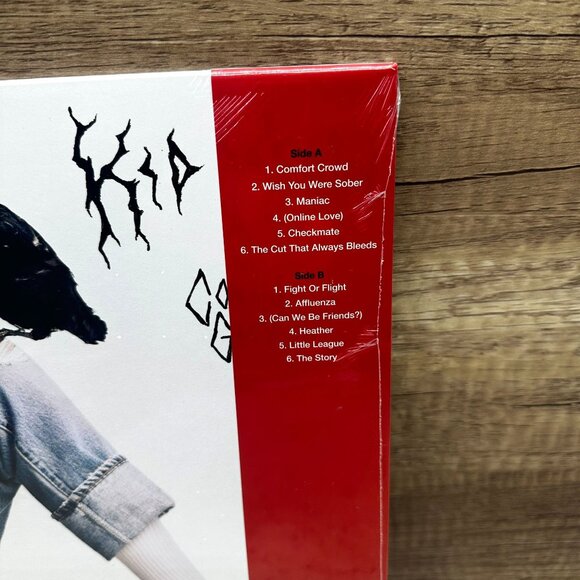 KID
Side A
1. Comfort Crowd
2. Wish You Were Sober
3. Maniac
4. (Online Love)
5. Checkmate
6. The Cut That Always Bleeds
Side B
1. Fight Or Flight
2. Affluenza
3. (Can We Be Friends?)
4. Heather
5. Little League
6. The Story